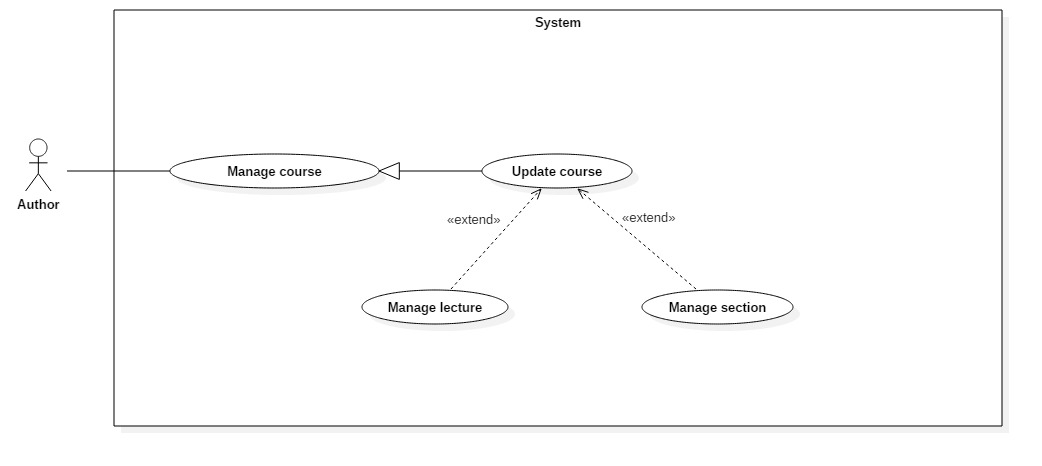 System
Manage course
Update course
Author
«extend»
«extend»
Manage lecture
Manage section